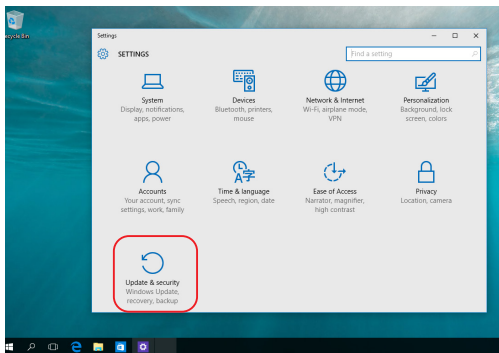 Recycle Bin
Settings
SETTINGS
Find a setting
System
Display, notifications,
apps, power
Devices
Bluetooth, printers,
mouse
Network & Internet
Wi-Fi, airplane mode,
VPN
Personalization
Background, lock
screen, colors
Accounts
Your account, sync
settings, work, family
Time & language
Speech, region, date
Ease of Access
Narrator, magnifier,
high contrast
Privacy
Location, camera
Update & security
Windows Update,
recovery, backup